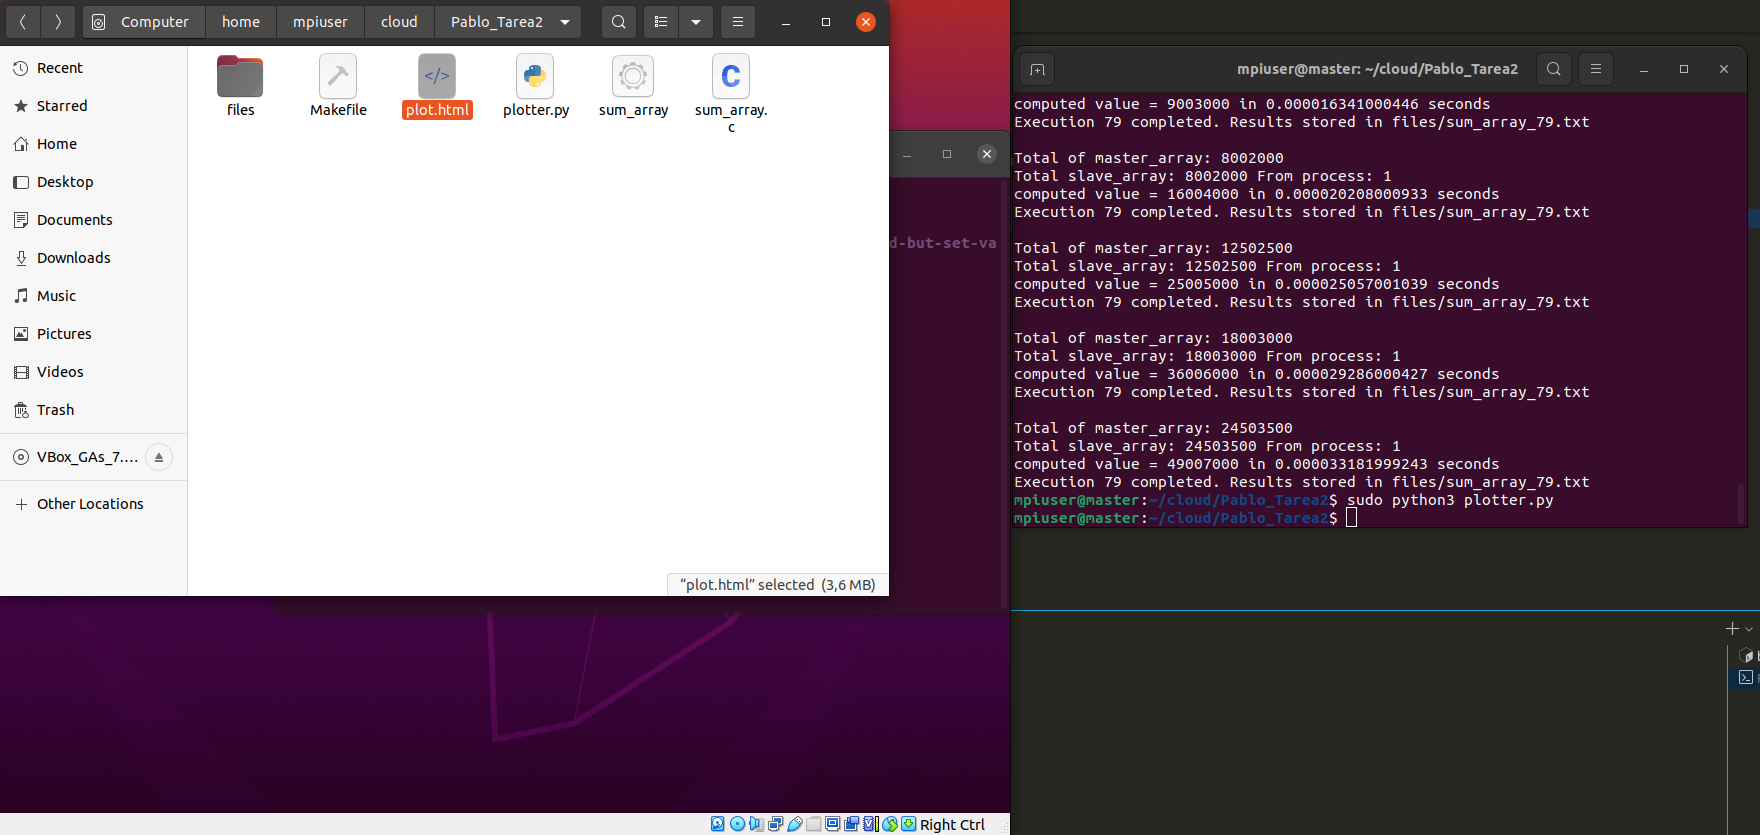 Computer
home
mpiuser
cloud
Pablo_Tarea2
Recent
Starred
Home
Desktop
Documents
Downloads
Music
Pictures
Videos
Trash
VBox_GAs_7.…
Other Locations
files
Makefile
plot.html
plotter.py
sum_array
sum_array.
c
“plot.html” selected (3,6 MB)
d-but-set-va
Right Ctrl
mpiuser@master: ~/cloud/Pablo_Tarea2
computed value = 9003000 in 0.000016341000446 seconds
Execution 79 completed. Results stored in files/sum_array_79.txt
Total of master_array: 8002000
Total slave_array: 8002000 From process: 1
computed value = 16004000 in 0.000020208000933 seconds
Execution 79 completed. Results stored in files/sum_array_79.txt
Total of master_array: 12502500
Total slave_array: 12502500 From process: 1
computed value = 25005000 in 0.000025057001039 seconds
Execution 79 completed. Results stored in files/sum_array_79.txt
Total of master_array: 18003000
Total slave_array: 18003000 From process: 1
computed value = 36006000 in 0.000029286000427 seconds
Execution 79 completed. Results stored in files/sum_array_79.txt
Total of master_array: 24503500
Total slave_array: 24503500 From process: 1
computed value = 49007000 in 0.000033181999243 seconds
Execution 79 completed. Results stored in files/sum_array_79.txt
mpiuser@master:~/cloud/Pablo_Tarea2$ sudo python3 plotter.py
mpiuser@master:~/cloud/Pablo_Tarea2$